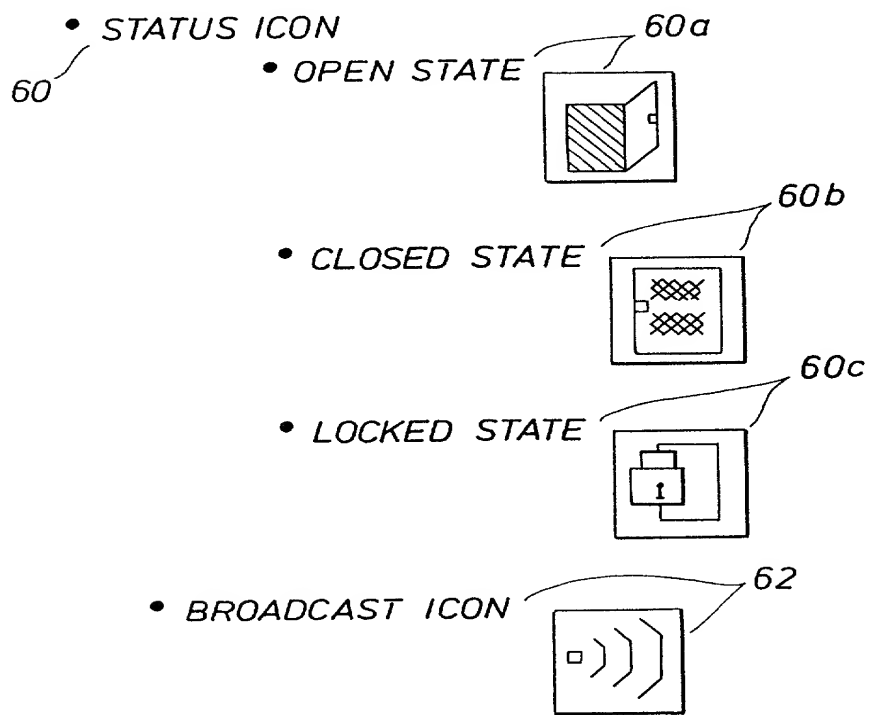 • STATUS ICON
60
60a
• OPEN STATE
60b
• CLOSED STATE
60c
• LOCKED STATE
62
• BROADCAST ICON